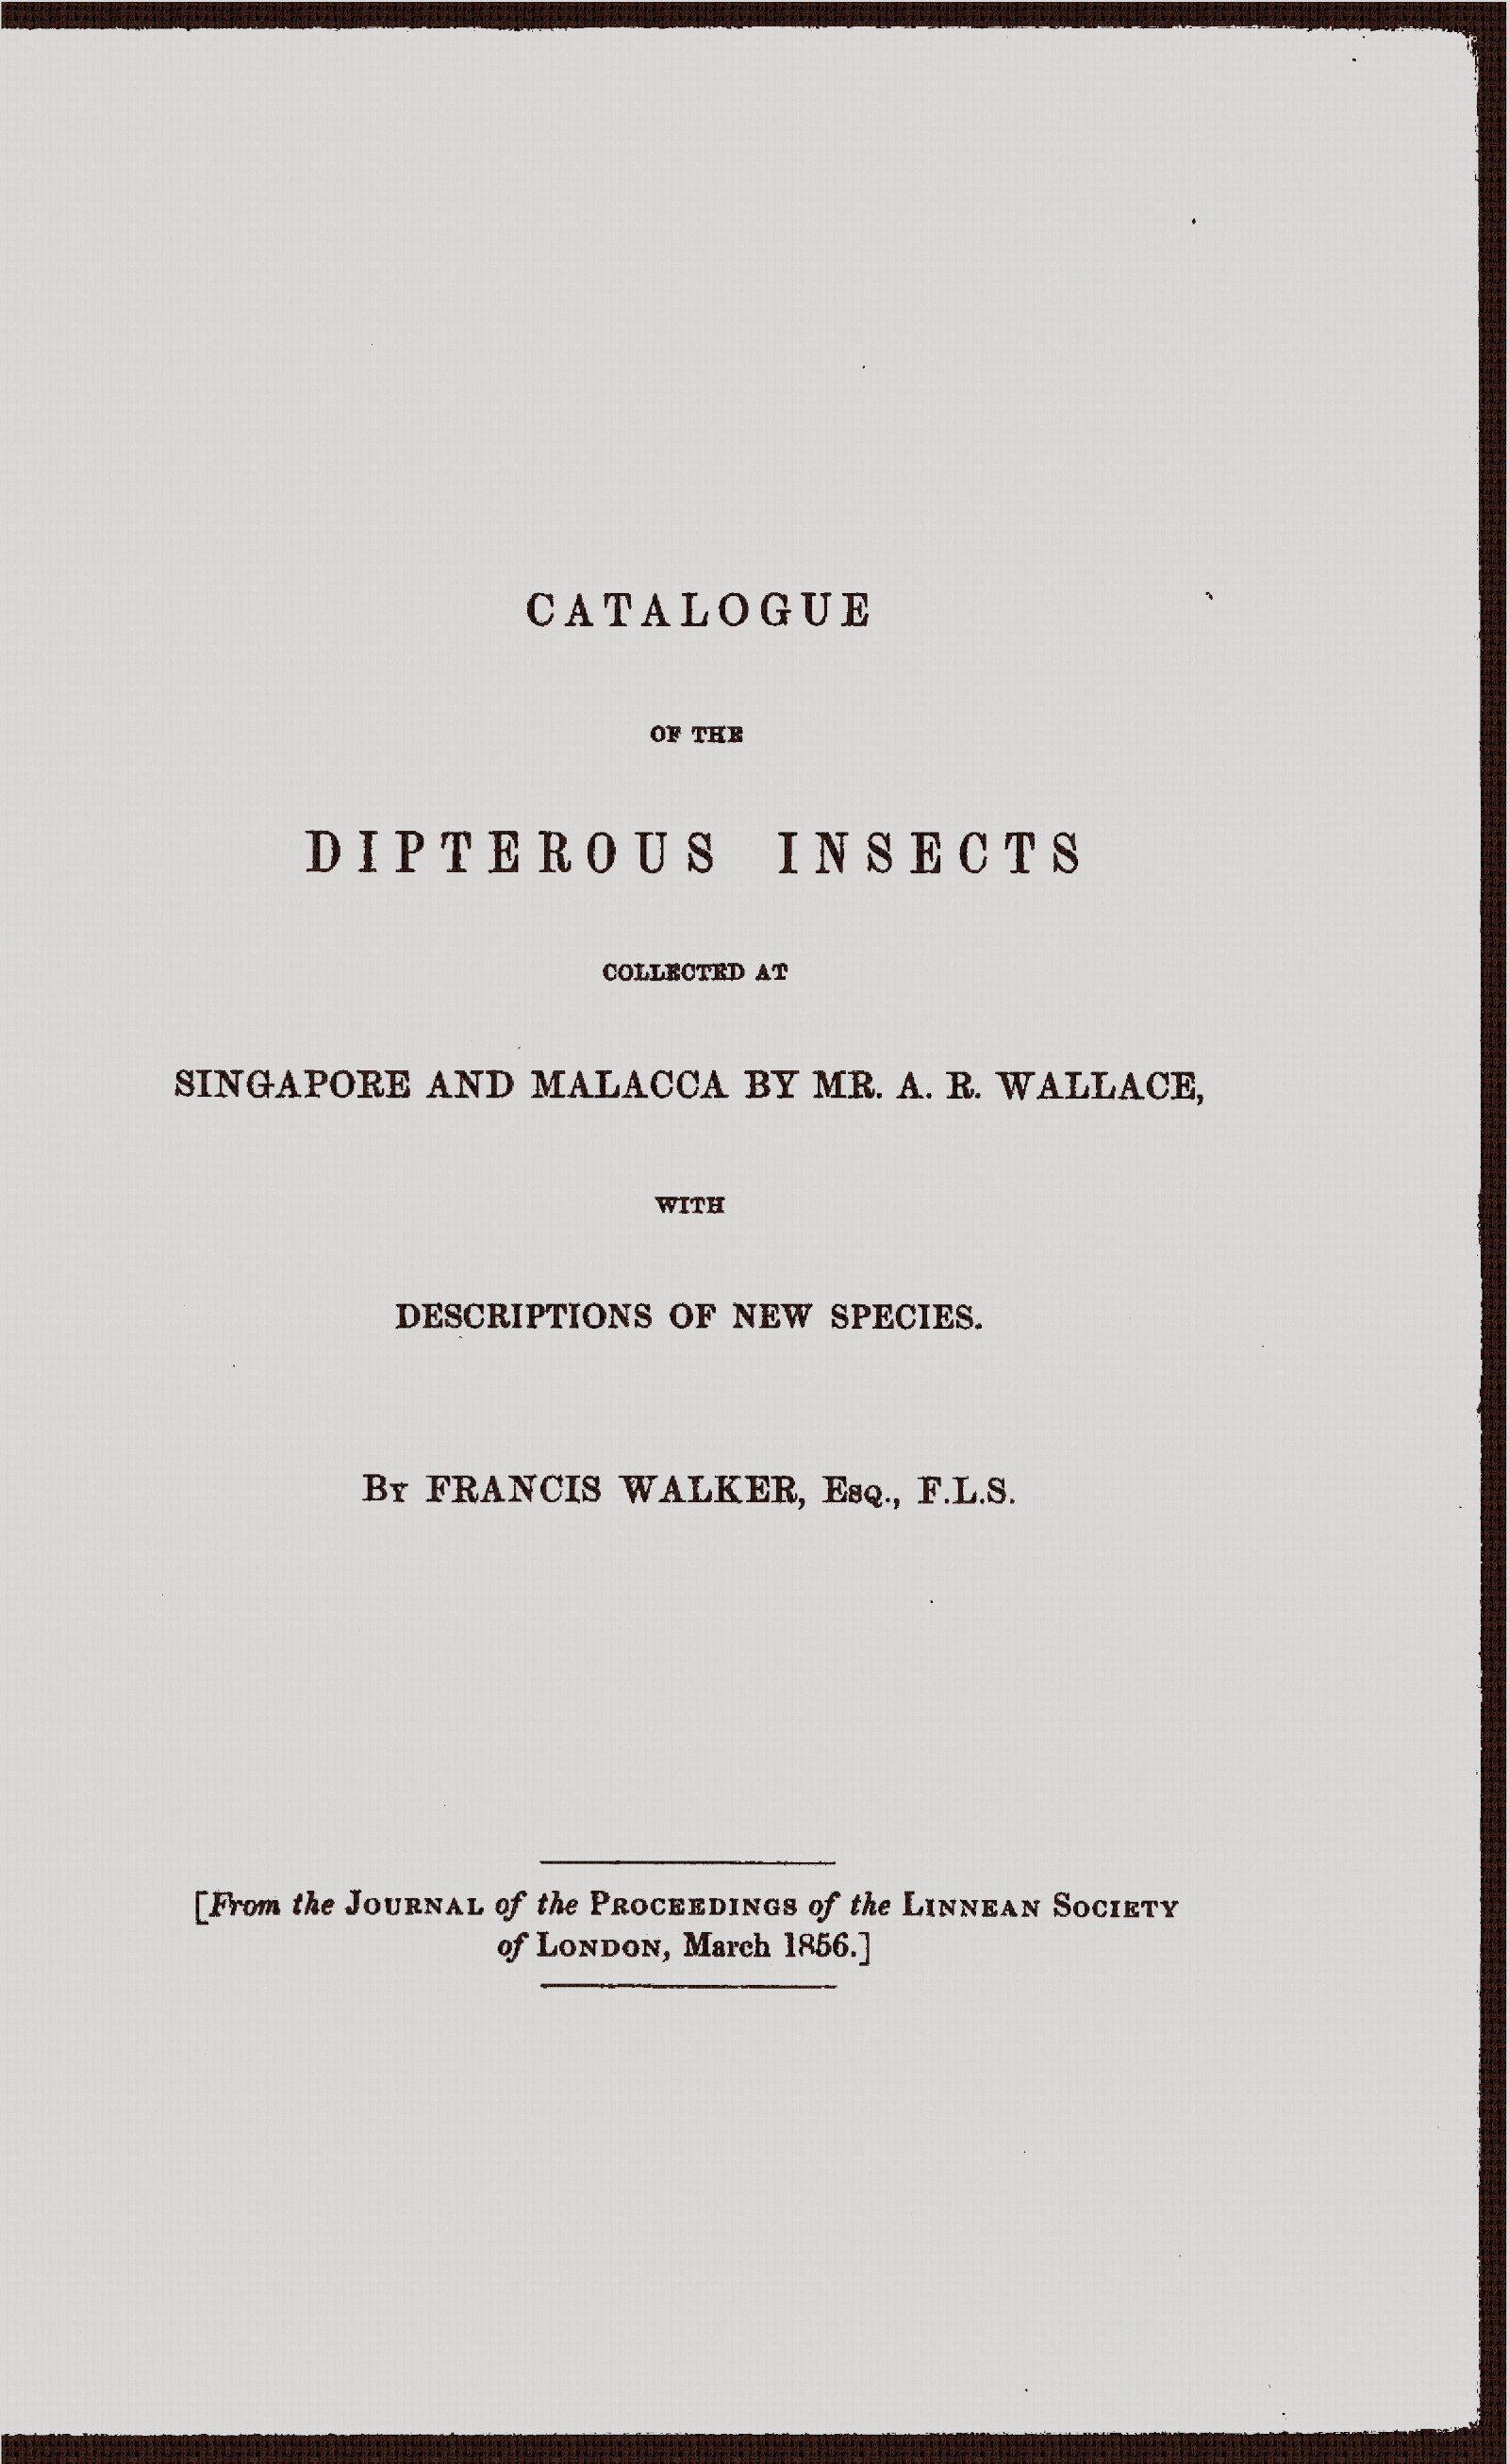 CATALOGUE
OF THE
DIPTEROUS INSECTS
COLLECTED AT
SINGAPORE AND MALACCA BY MR. A. R. WALLACE,
WITH
DESCRIPTIONS OF NEW SPECIES.
BY FRANCIS WALKER, ESQ., F.L.S.
[From the JOURNAL of the PROCEEDINGS of the LINNEAN SOCIETY
of LONDON, March 1856.]